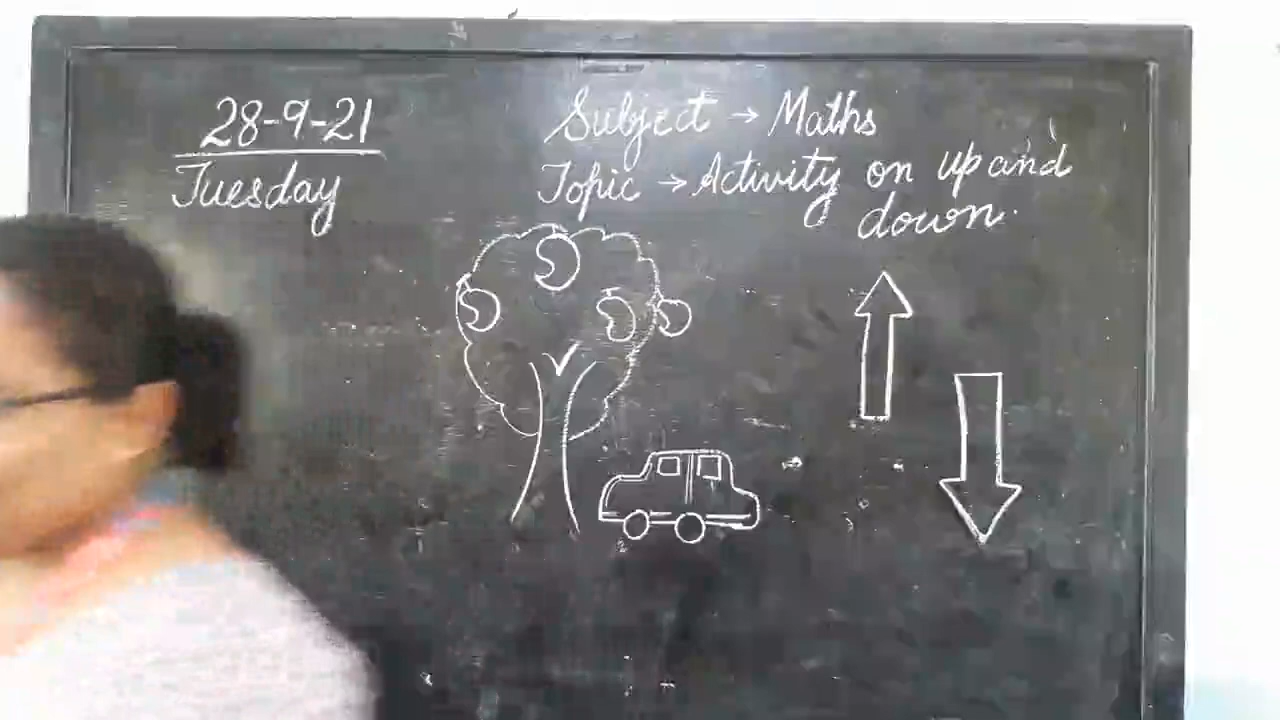 28-9-21
Tuesday
Subject → Maths
Topic → Activity on up and
down.